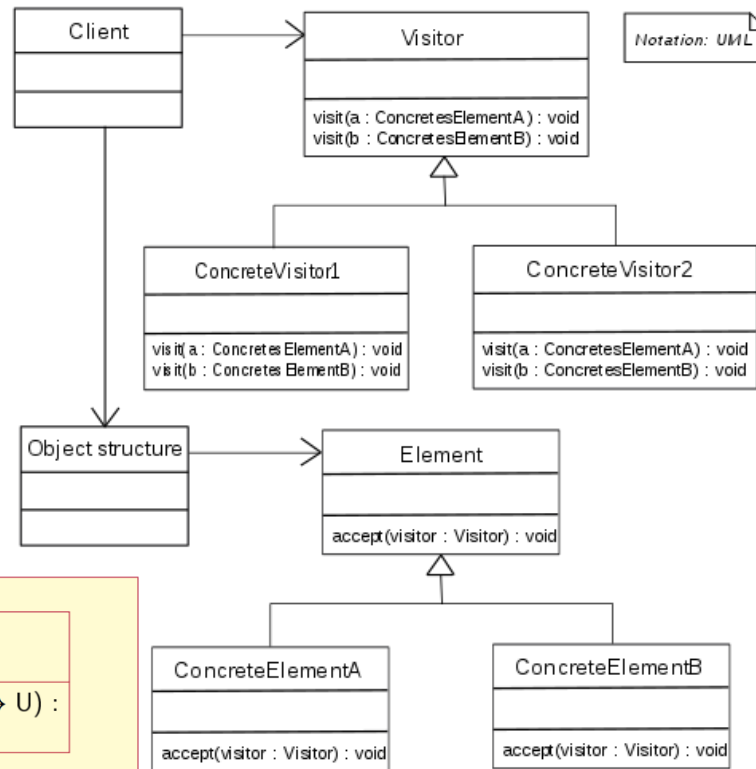 Client
Visitor
Notation: UML
visit(a : ConcretesElementA) : void
visit(b : ConcretesElementB) : void
ConcreteVisitor1
ConcreteVisitor2
visit(a : ConcretesElementA) : void
visit(b : ConcretesElementB) : void
visit(a : ConcretesElementA) : void
visit(b : ConcretesElementB) : void
Object structure
Element
accept(visitor : Visitor) : void
U) :
ConcreteElementA
ConcreteElementB
accept(visitor : Visitor) : void
accept(visitor : Visitor) : void